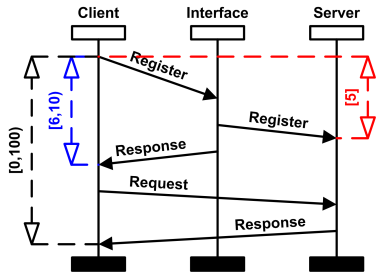 Client
Interface
Server
Register
[6,10)
[5]
[0,100)
Register
Response
Request
Response